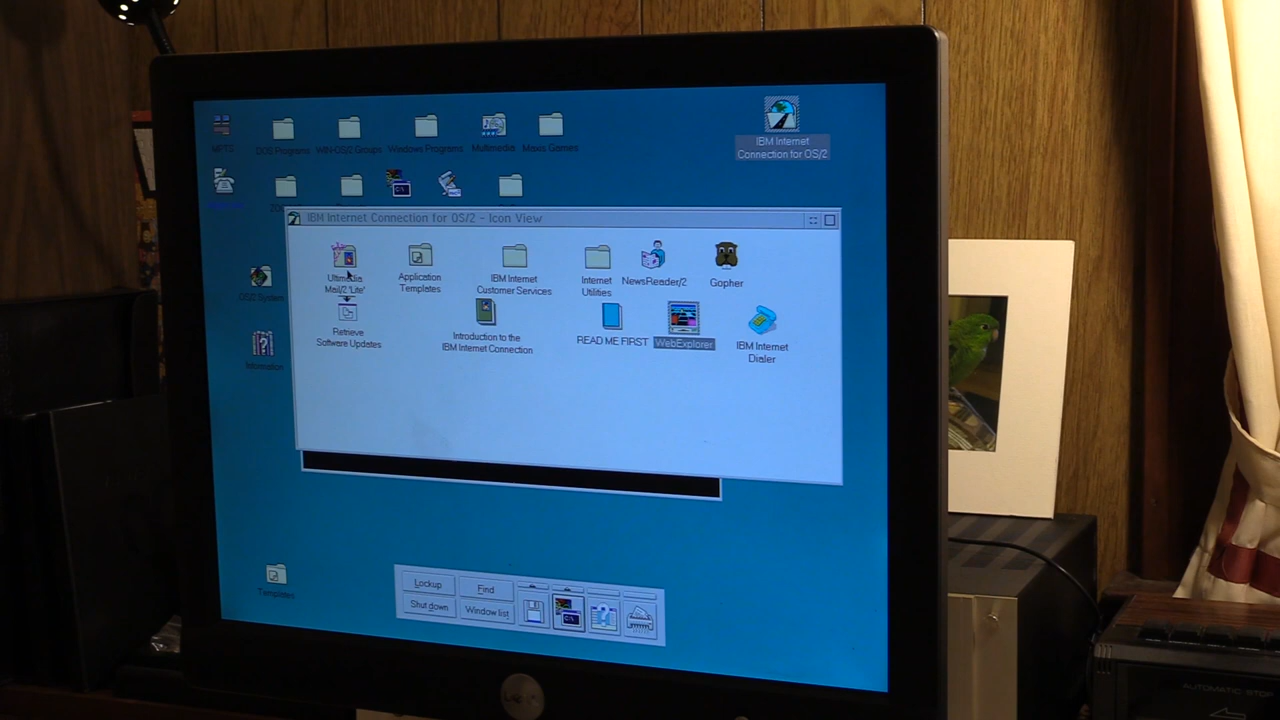 MPTS
DOS Programs
WIN-OS/2 Groups
Windows Programs
Multimedia
Maxis Games
IBM Internet
Connection for OS/2
IBM Internet Connection for OS/2 - Icon View
Mail/2 'Lite'
Application
Templates
IBM Internet
Customer Services
Internet
Utilities
NewsReader/2
Gopher
OS/2 System
Retrieve
Software Updates
Introduction to the
IBM Internet Connection
READ ME FIRST
WebExplorer
IBM Internet
Dialer
Information
Templates
Lockup
Find
Shut down
Window list
AUTOMATIC STOP